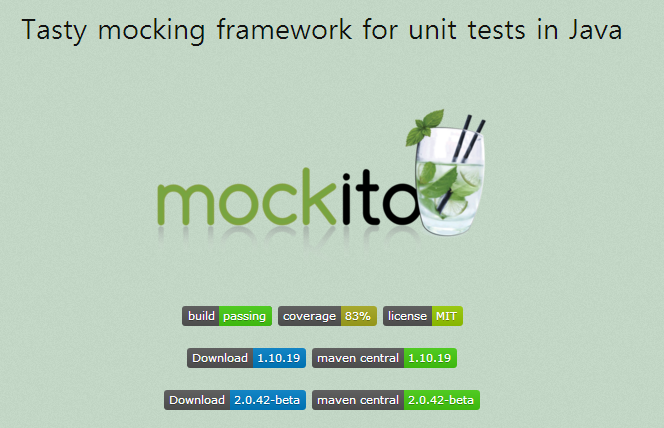 Tasty mocking framework for unit tests in Java
mockito
build passing coverage 83% license MIT
Download 1.10.19 maven central 1.10.19
Download 2.0.42-beta maven central 2.0.42-beta